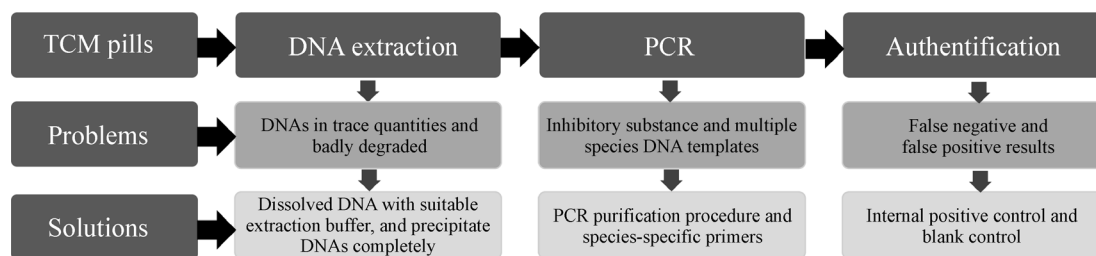 TCM pills
DNA extraction
PCR
Authentification
Problems
DNAs in trace quantities and
badly degraded
Inhibitory substance and multiple
species DNA templates
False negative and
false positive results
Solutions
Dissolved DNA with suitable
extraction buffer, and precipitate
DNAs completely
PCR purification procedure and
species-specific primers
Internal positive control and
blank control